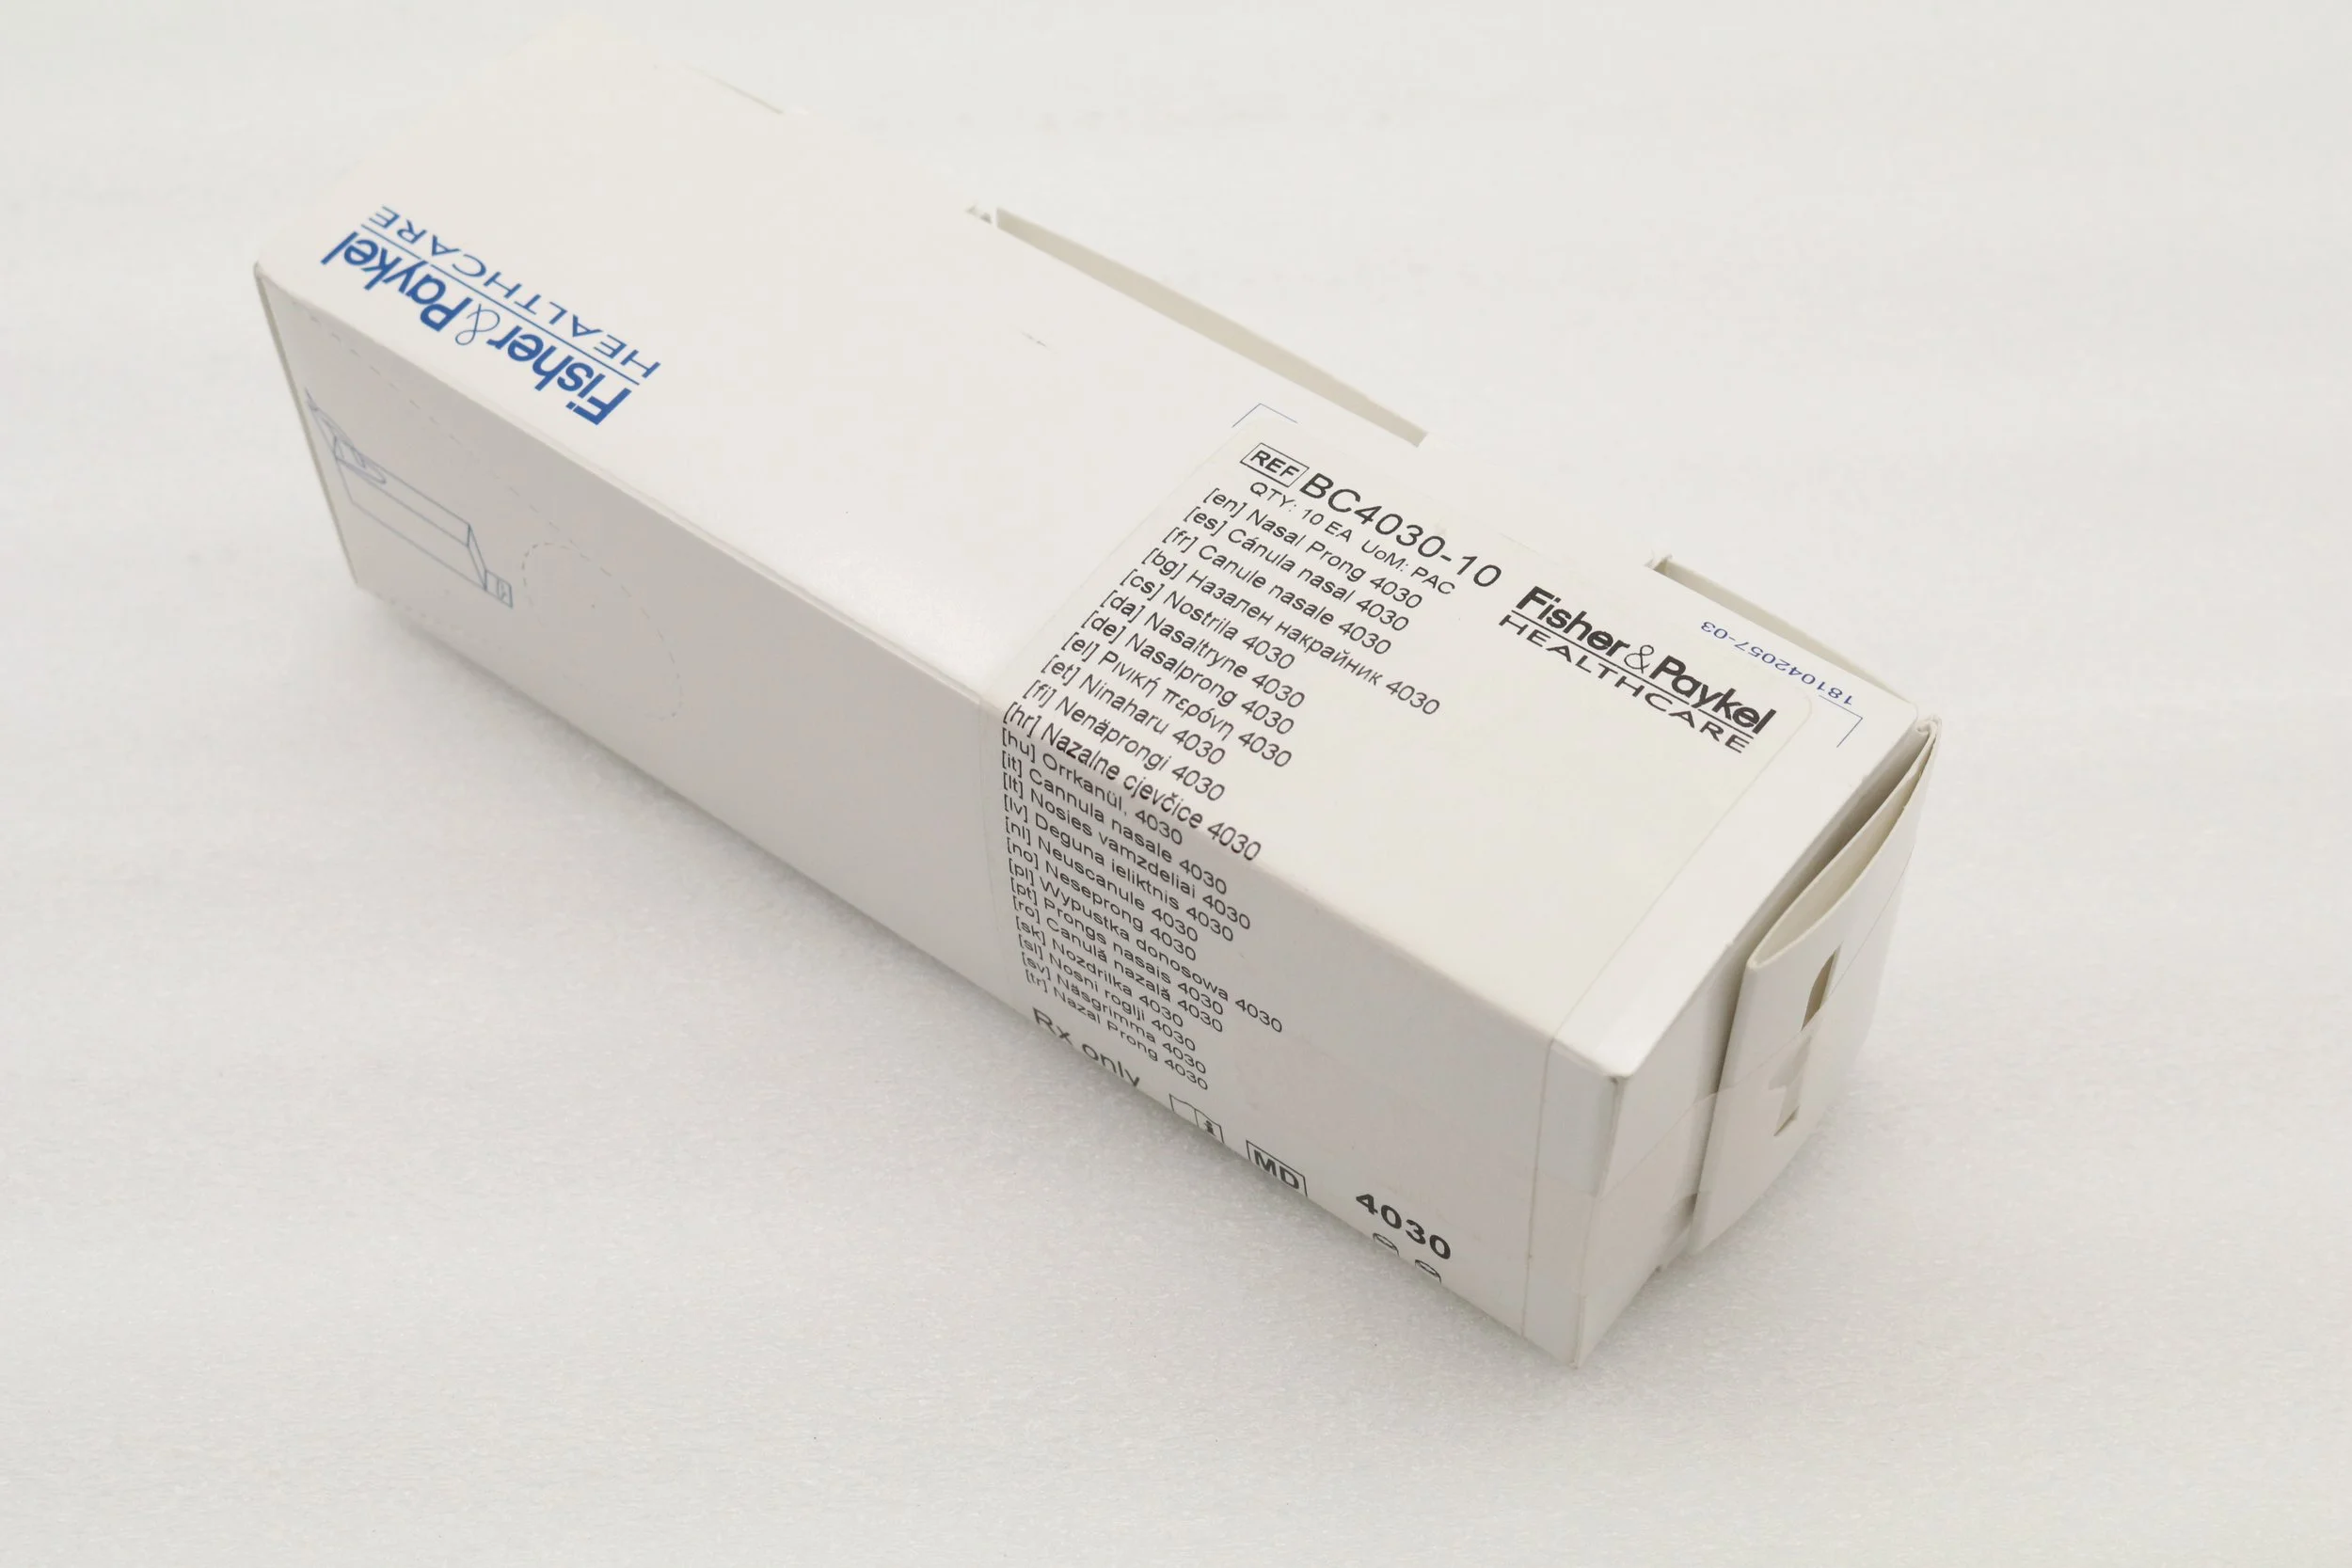 Fisher & Paykel
HEALTHCARE
REF BC4030-10
QTY: 10 EA UoM: PAC
[en] Nasal Prong 4030
[es] Cánula nasal 4030
[fr] Canule nasale 4030
[bg] Назален накрайник 4030
[cs] Nostrila 4030
[da] Nasaltryne 4030
[de] Nasalprong 4030
[el] Ρινική περόνη 4030
[et] Ninaharu 4030
[fi] Nenäprongi 4030
[hr] Nazalne cjevčice 4030
[hu] Orrkanül, 4030
[it] Cannula nasale 4030
[lt] Nosies vamzdeliai 4030
[lv] Deguna ieliktnis 4030
[nl] Neuscanule 4030
[no] Neseprong 4030
[pl] Wypustka donosowa 4030
[pt] Prongs nasais 4030
[ro] Canulă nazală 4030
[sk] Nozdrilka 4030
[sl] Nosni roglji 4030
[sv] Näsgrimma 4030
[tr] Nazal Prong 4030
Fisher & Paykel
HEALTHCARE
181042057-03
Rx only
MD
4030